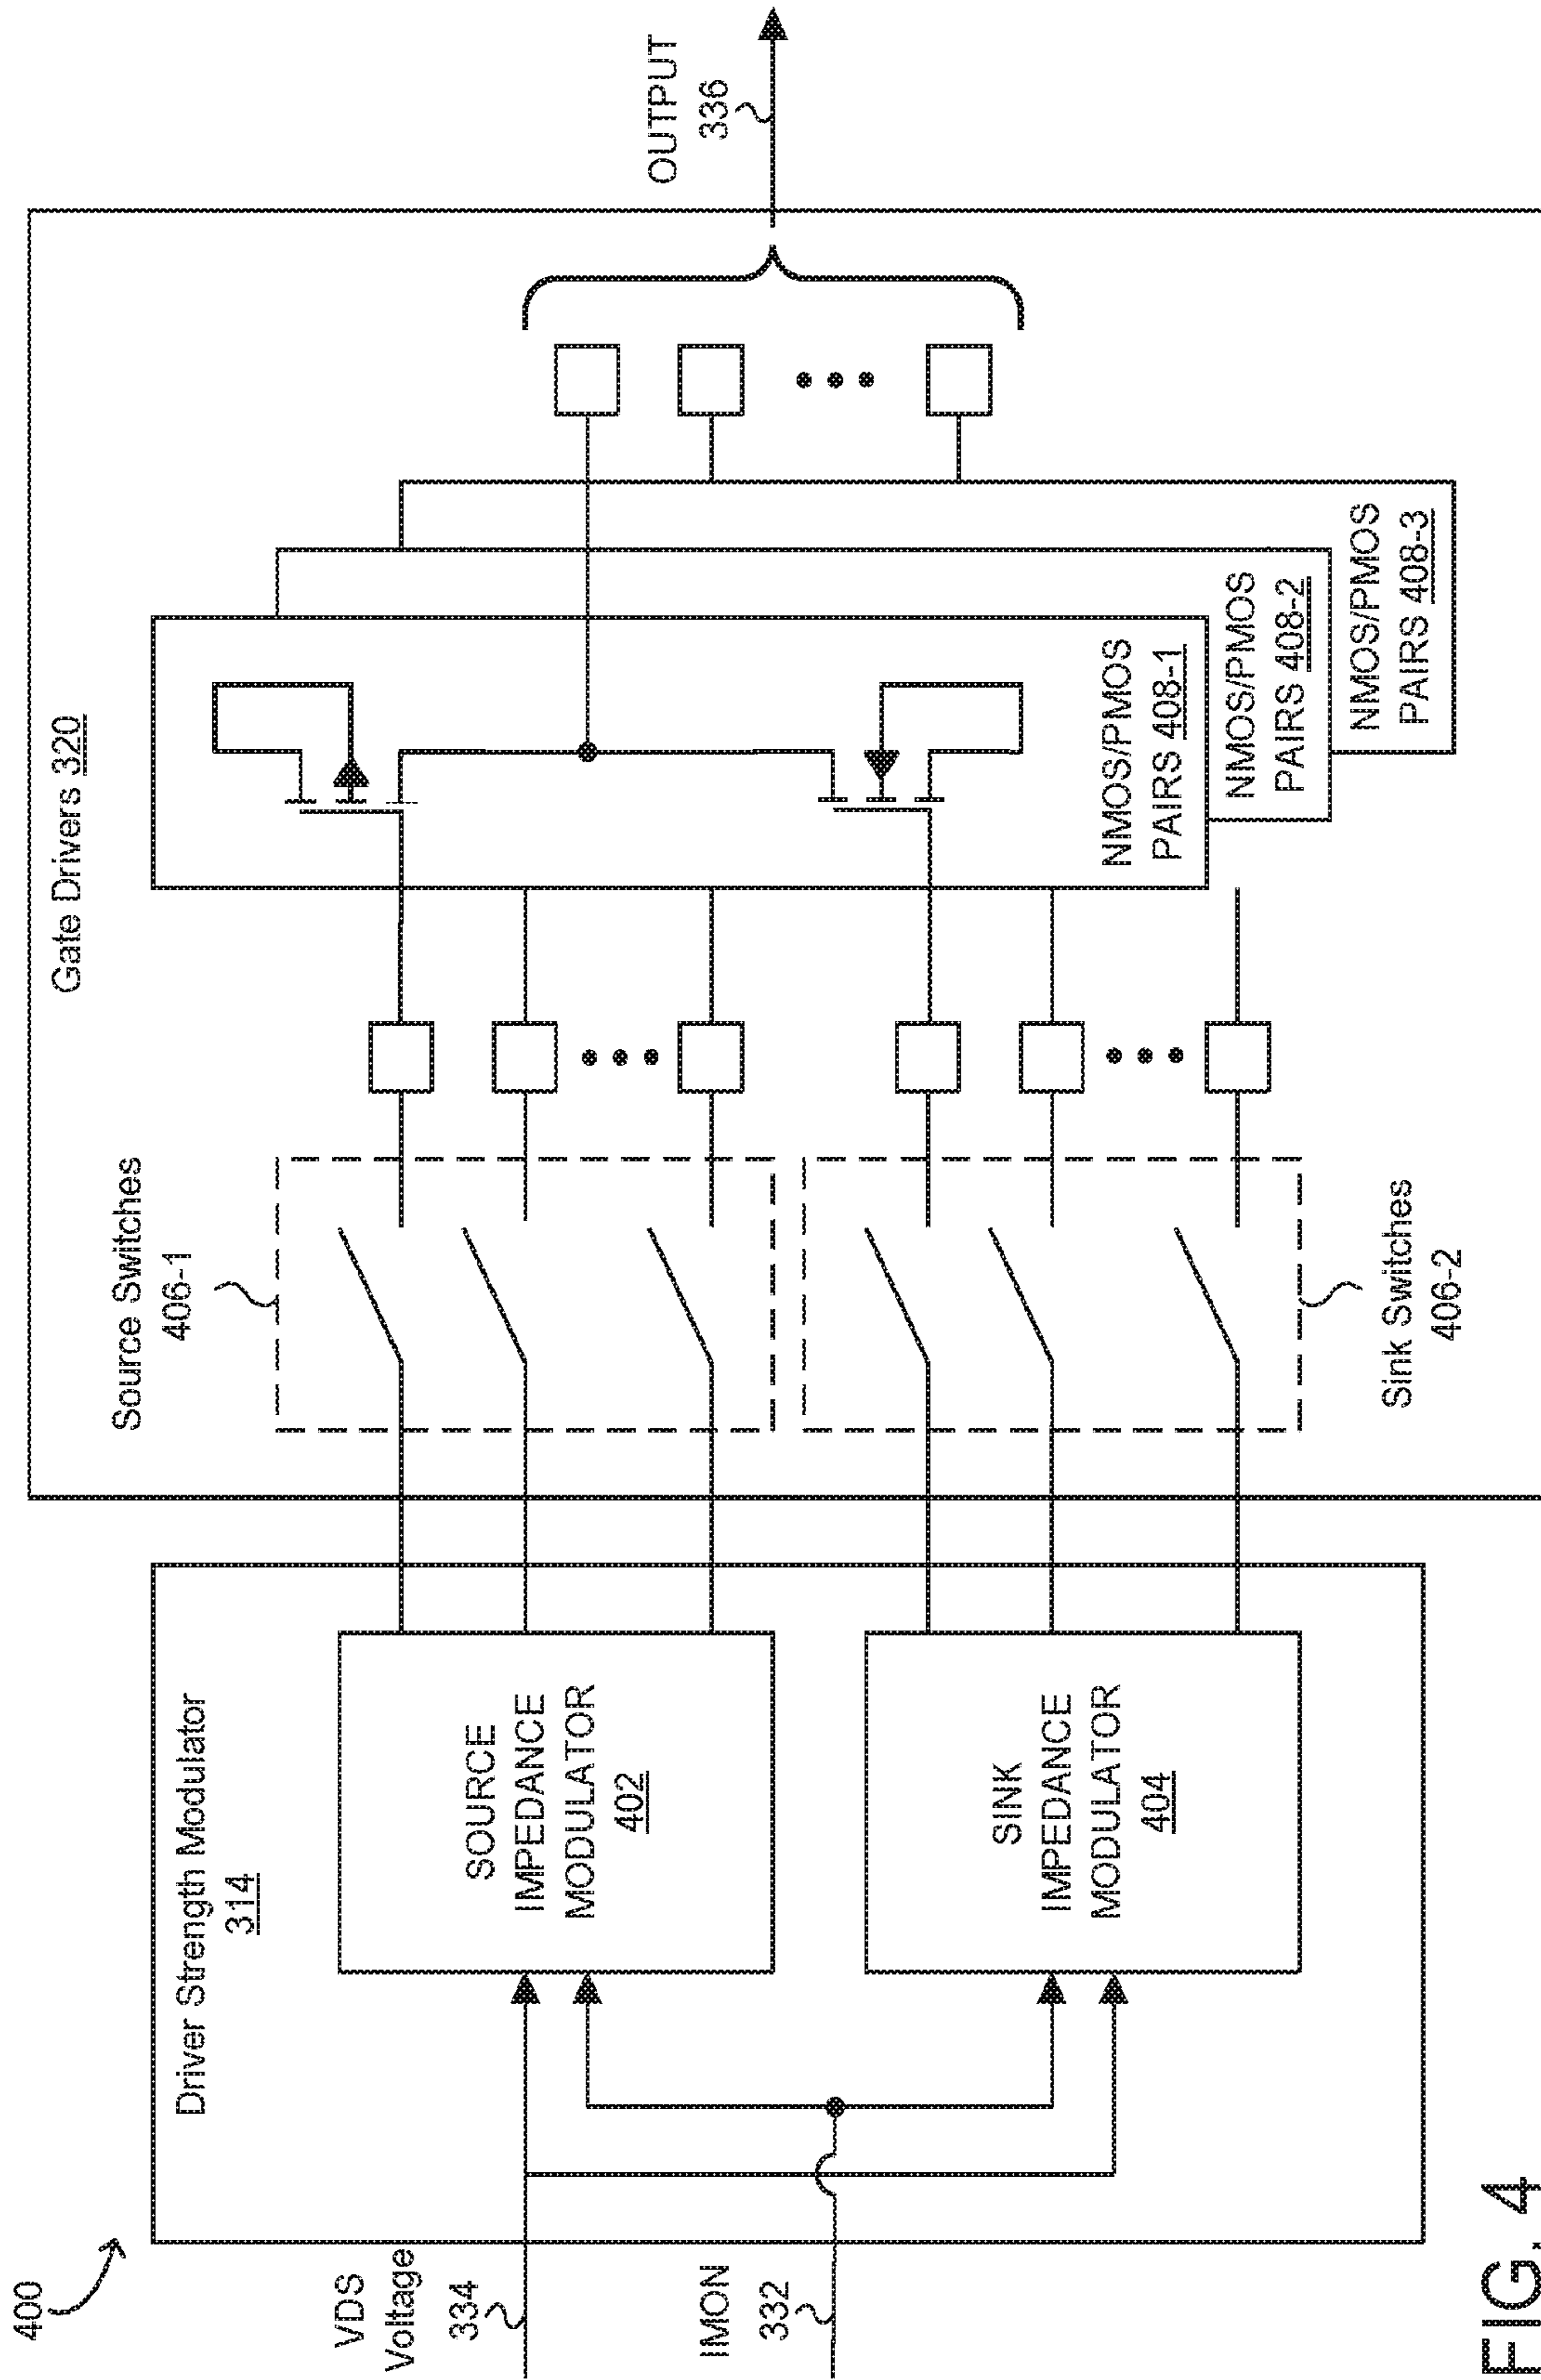 400
Driver Strength Modulator
314
VDS
Voltage
334
IMON
332
SOURCE
IMPEDANCE
MODULATOR
402
SINK
IMPEDANCE
MODULATOR
404
Gate Drivers 320
Source Switches
406-1
Sink Switches
406-2
NMOS/PMOS
PAIRS 408-1
NMOS/PMOS
PAIRS 408-2
NMOS/PMOS
PAIRS 408-3
OUTPUT
336
FIG. 4